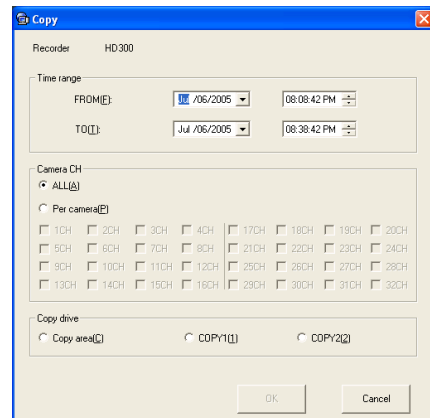 Copy
Recorder HD300
Time range
FROM(F): Jul /06/2005 08:08:42 PM
TO(T): Jul /06/2005 08:38:42 PM
Camera CH
ALL(A)
Per camera(P)
1CH 2CH 3CH 4CH 17CH 18CH 19CH 20CH
5CH 6CH 7CH 8CH 21CH 22CH 23CH 24CH
9CH 10CH 11CH 12CH 25CH 26CH 27CH 28CH
13CH 14CH 15CH 16CH 29CH 30CH 31CH 32CH
Copy drive
Copy area(C) COPY1(1) COPY2(2)
OK Cancel